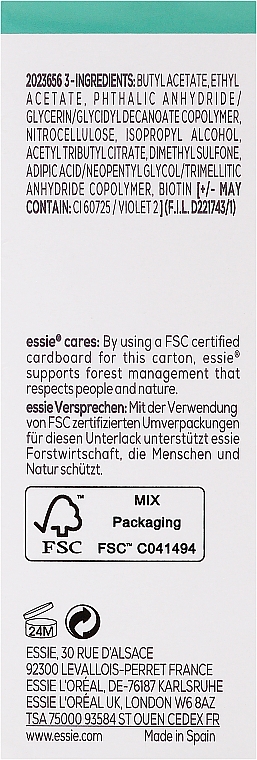 2023656 3 - INGREDIENTS: BUTYL ACETATE, ETHYL
ACETATE, PHTHALIC ANHYDRIDE/
GLYCERIN/GLYCIDYL DECANOATE COPOLYMER,
NITROCELLULOSE, ISOPROPYL ALCOHOL,
ACETYL TRIBUTYL CITRATE, DIMETHYL SULFONE,
ADIPIC ACID/NEOPENTYL GLYCOL/TRIMELLITIC
ANHYDRIDE COPOLYMER, BIOTIN [+/- MAY
CONTAIN: CI 60725 / VIOLET 2] (F.I.L. D221743/1)
essie® cares: By using a FSC certified
cardboard for this carton, essie®
supports forest management that
respects people and nature.
essie Versprechen: Mit der Verwendung
von FSC zertifizierten Umverpackungen
für diesen Unterlack unterstützt essie
Forstwirtschaft, die Menschen und
Natur schützt.
FSC
MIX
Packaging
FSC™ C041494
24M
ESSIE, 30 RUE D'ALSACE
92300 LEVALLOIS-PERRET FRANCE
ESSIE L'ORÉAL, DE-76187 KARLSRUHE
ESSIE L'ORÉAL UK, LONDON W6 8AZ
TSA 75000 93584 ST OUEN CEDEX FR
www.essie.com Made in Spain